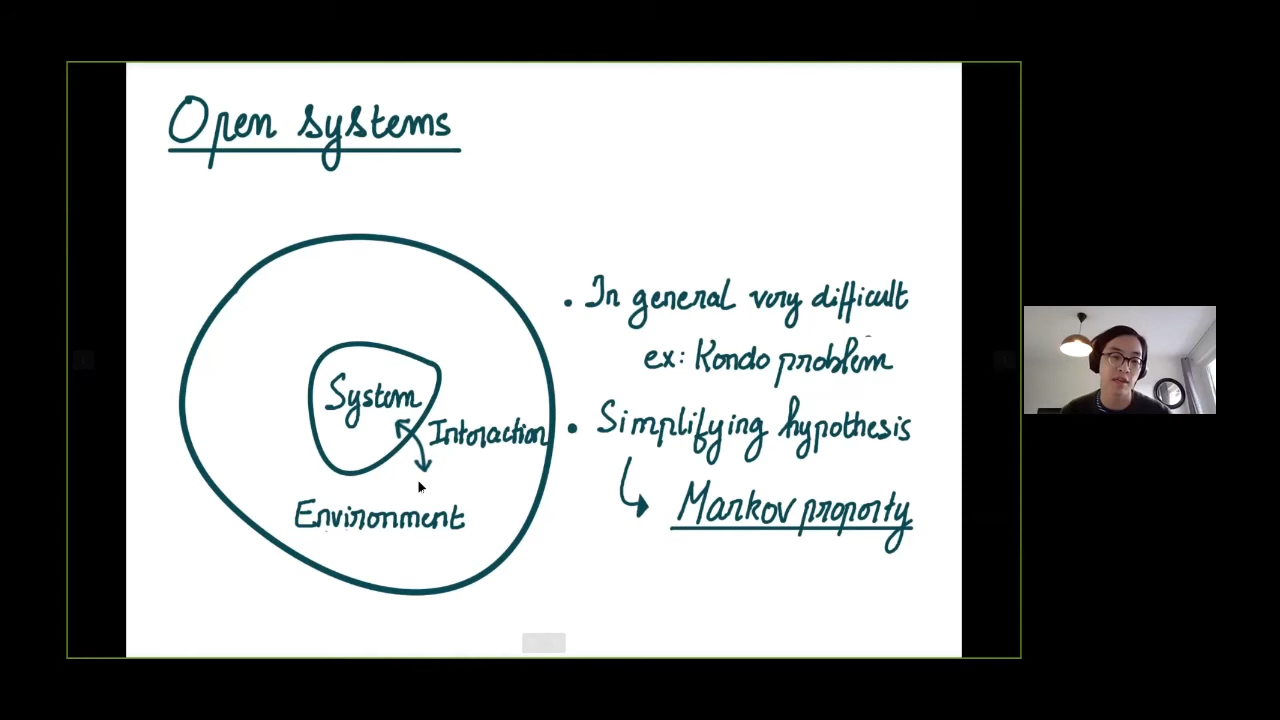 Open systems
System
Interaction
Environment
• In general very difficult
ex: Kondo problem
• Simplifying hypothesis
Markov property